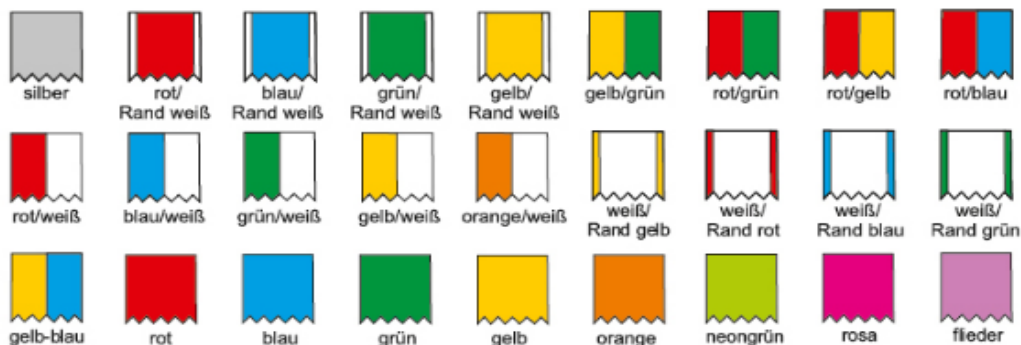 silber
rot/
Rand weiß
blau/
Rand weiß
grün/
Rand weiß
gelb/
Rand weiß
gelb/grün
rot/grün
rot/gelb
rot/blau
rot/weiß
blau/weiß
grün/weiß
gelb/weiß
orange/weiß
weiß/
Rand gelb
weiß/
Rand rot
weiß/
Rand blau
weiß/
Rand grün
gelb-blau
rot
blau
grün
gelb
orange
neongrün
rosa
flieder